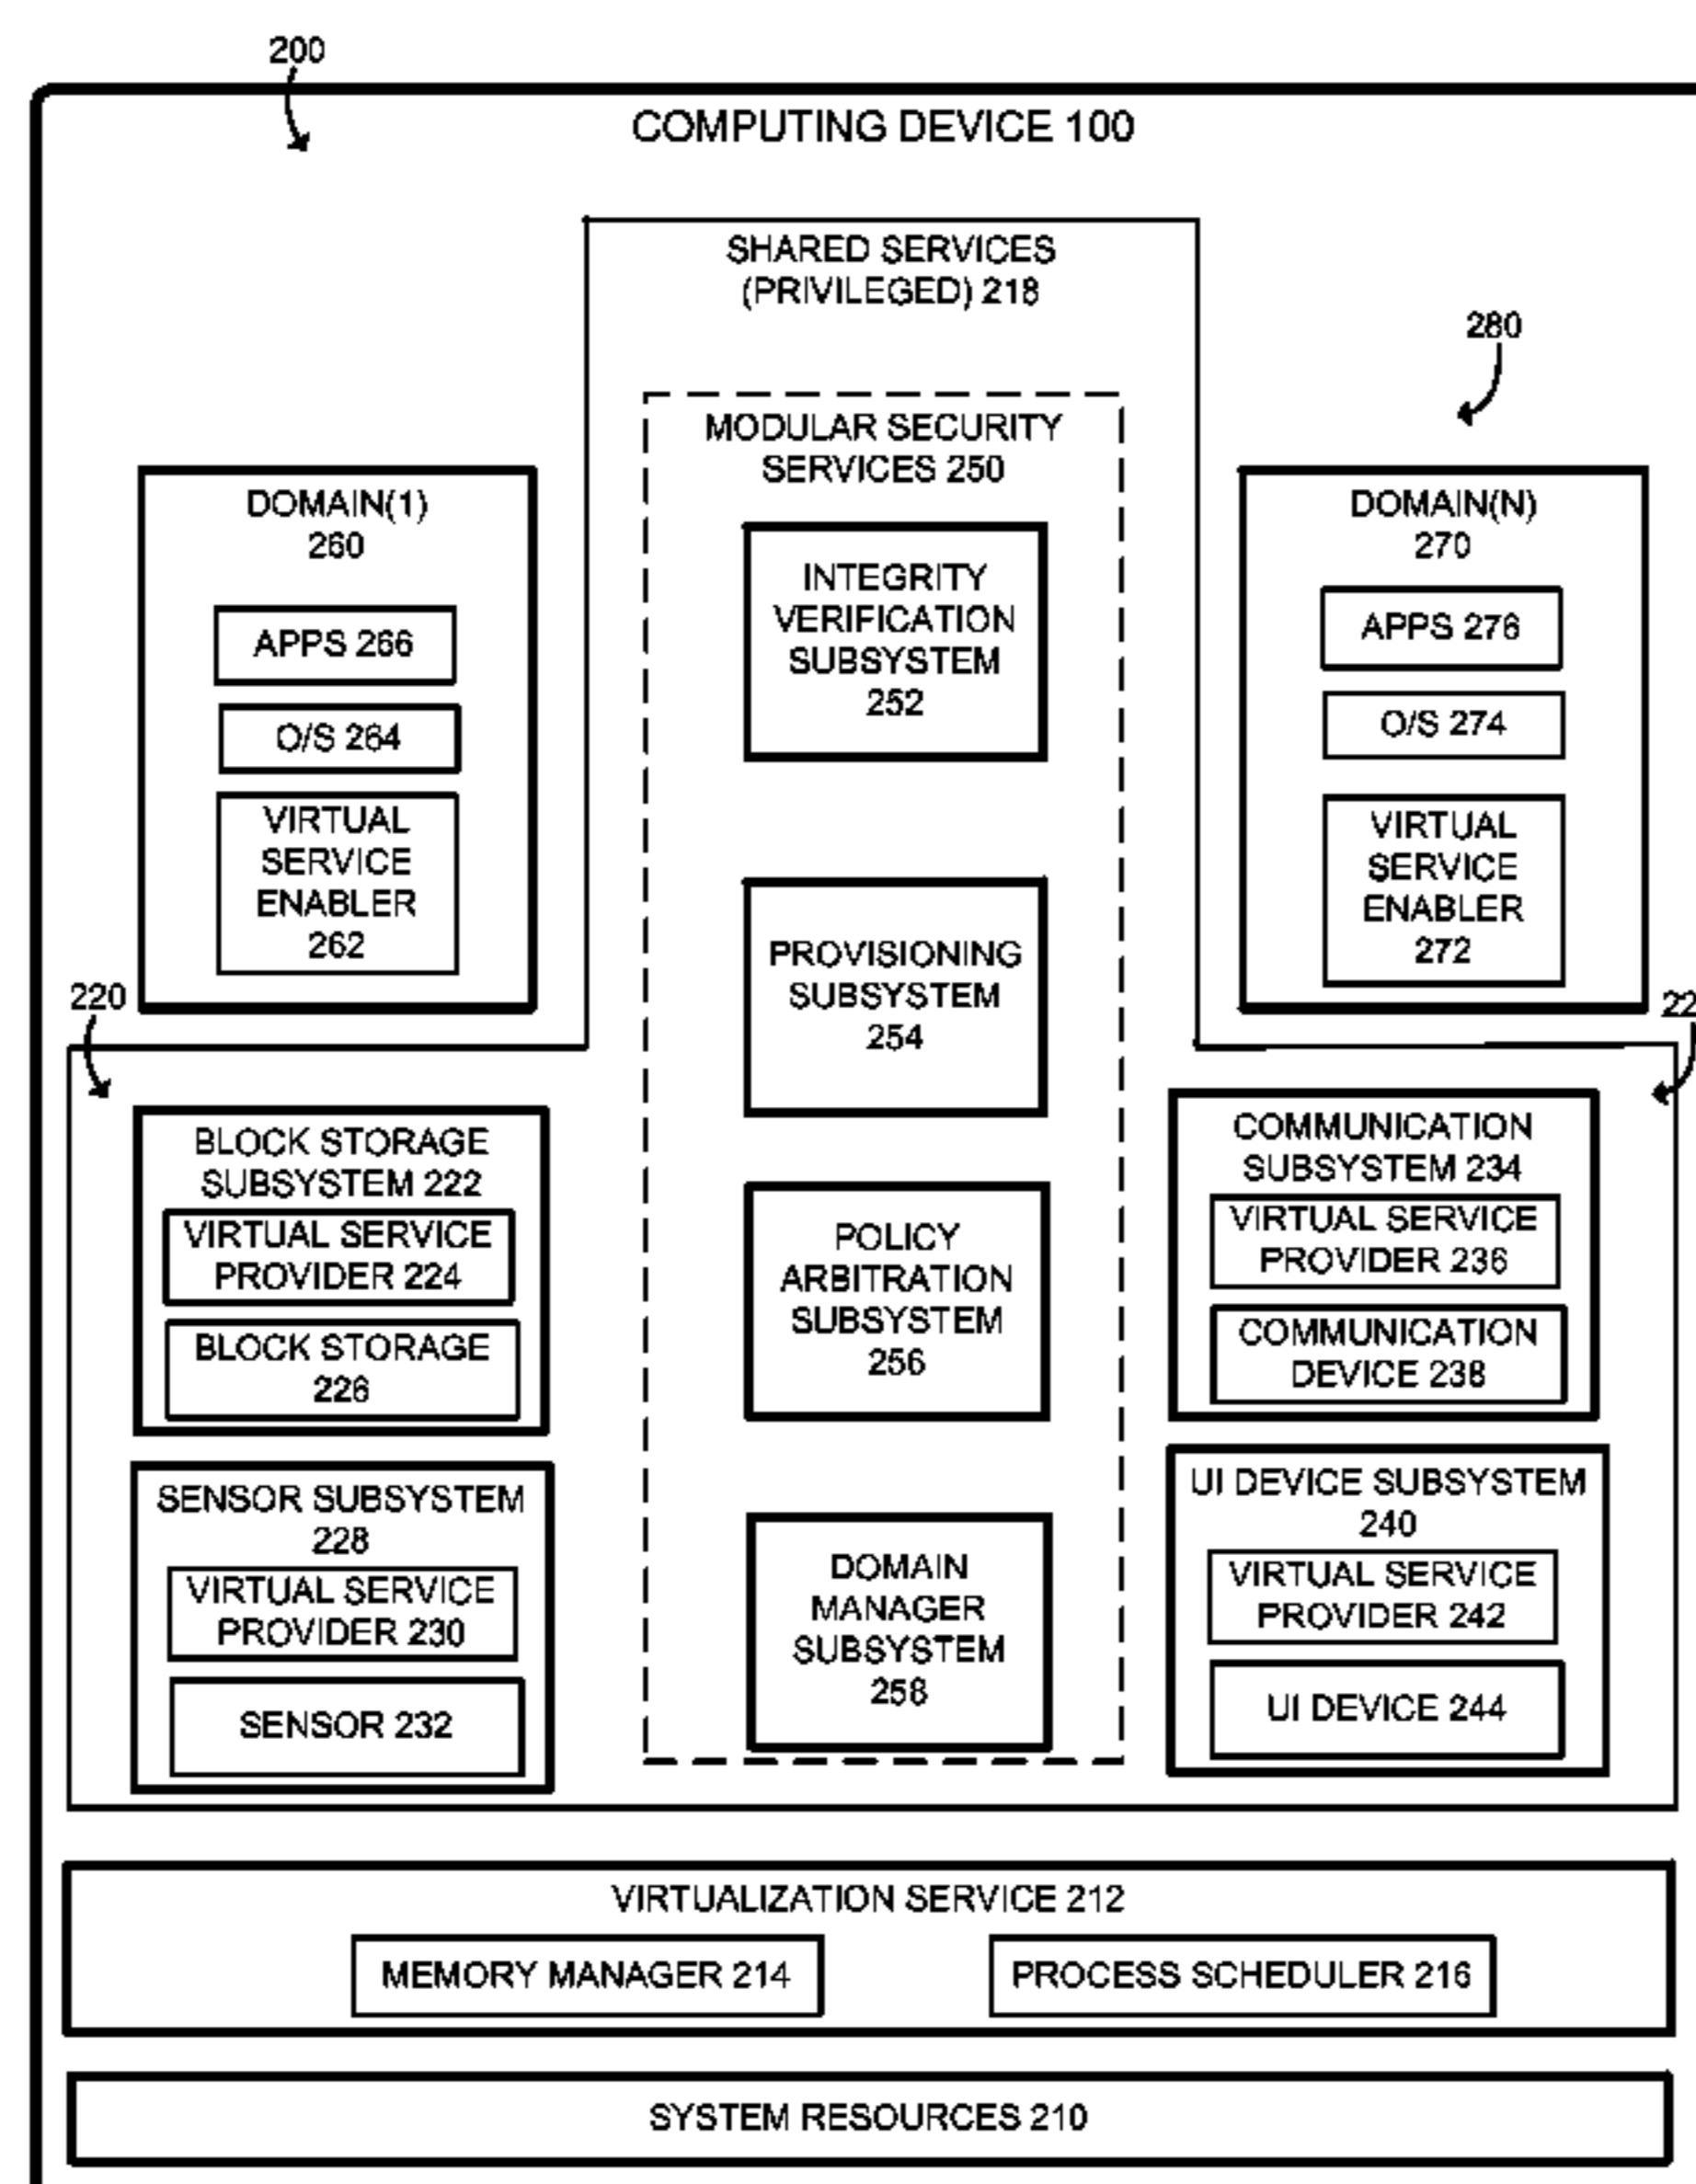 200
COMPUTING DEVICE 100
SHARED SERVICES
(PRIVILEGED) 218
280
MODULAR SECURITY
SERVICES 250
DOMAIN(1)
260
APPS 266
O/S 264
VIRTUAL
SERVICE
ENABLER
262
INTEGRITY
VERIFICATION
SUBSYSTEM
252
PROVISIONING
SUBSYSTEM
254
POLICY
ARBITRATION
SUBSYSTEM
256
DOMAIN
MANAGER
SUBSYSTEM
258
DOMAIN(N)
270
APPS 276
O/S 274
VIRTUAL
SERVICE
ENABLER
272
220
BLOCK STORAGE
SUBSYSTEM 222
VIRTUAL SERVICE
PROVIDER 224
BLOCK STORAGE
226
SENSOR SUBSYSTEM
228
VIRTUAL SERVICE
PROVIDER 230
SENSOR 232
22
COMMUNICATION
SUBSYSTEM 234
VIRTUAL SERVICE
PROVIDER 236
COMMUNICATION
DEVICE 238
UI DEVICE SUBSYSTEM
240
VIRTUAL SERVICE
PROVIDER 242
UI DEVICE 244
VIRTUALIZATION SERVICE 212
MEMORY MANAGER 214
PROCESS SCHEDULER 216
SYSTEM RESOURCES 210